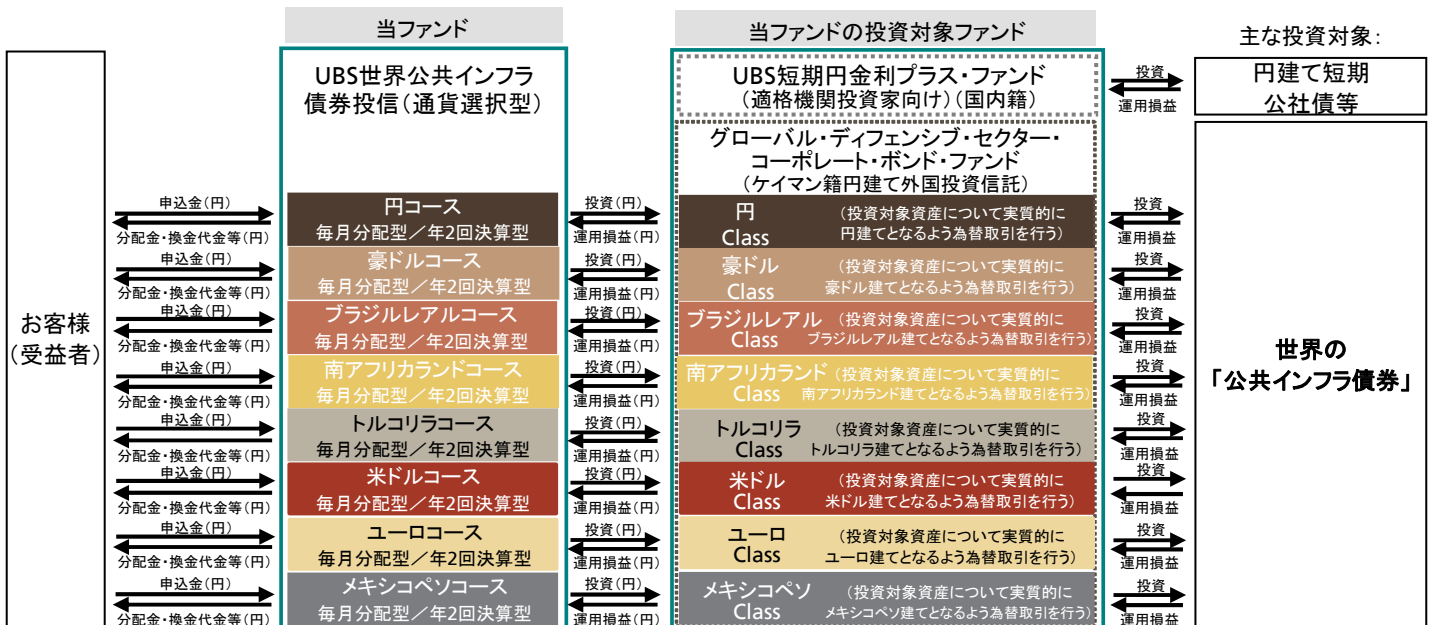 当ファンド
当ファンドの投資対象ファンド
主な投資対象:
UBS世界公共インフラ
債券投信(通貨選択型)
UBS短期円金利プラス・ファンド
(適格機関投資家向け)(国内籍)
投資
運用損益
円建て短期
公社債等
グローバル・ディフェンシブ・セクター・
コーポレート・ボンド・ファンド
(ケイマン籍円建て外国投資信託)
お客様
(受益者)
世界の
「公共インフラ債券」
申込金(円)
分配金・換金代金等(円)
円コース
毎月分配型/年2回決算型
投資(円)
運用損益(円)
円
Class
(投資対象資産について実質的に
円建てとなるよう為替取引を行う)
投資
運用損益
申込金(円)
分配金・換金代金等(円)
豪ドルコース
毎月分配型/年2回決算型
投資(円)
運用損益(円)
豪ドル
Class
(投資対象資産について実質的に
豪ドル建てとなるよう為替取引を行う)
投資
運用損益
申込金(円)
分配金・換金代金等(円)
ブラジルレアルコース
毎月分配型/年2回決算型
投資(円)
運用損益(円)
ブラジルレアル
Class
(投資対象資産について実質的に
ブラジルレアル建てとなるよう為替取引を行う)
投資
運用損益
申込金(円)
分配金・換金代金等(円)
南アフリカランドコース
毎月分配型/年2回決算型
投資(円)
運用損益(円)
南アフリカランド
Class
(投資対象資産について実質的に
南アフリカランド建てとなるよう為替取引を行う)
投資
運用損益
申込金(円)
分配金・換金代金等(円)
トルコリラコース
毎月分配型/年2回決算型
投資(円)
運用損益(円)
トルコリラ
Class
(投資対象資産について実質的に
トルコリラ建てとなるよう為替取引を行う)
投資
運用損益
申込金(円)
分配金・換金代金等(円)
米ドルコース
毎月分配型/年2回決算型
投資(円)
運用損益(円)
米ドル
Class
(投資対象資産について実質的に
米ドル建てとなるよう為替取引を行う)
投資
運用損益
申込金(円)
分配金・換金代金等(円)
ユーロコース
毎月分配型/年2回決算型
投資(円)
運用損益(円)
ユーロ
Class
(投資対象資産について実質的に
ユーロ建てとなるよう為替取引を行う)
投資
運用損益
申込金(円)
分配金・換金代金等(円)
メキシコペソコース
毎月分配型/年2回決算型
投資(円)
運用損益(円)
メキシコペソ
Class
(投資対象資産について実質的に
メキシコペソ建てとなるよう為替取引を行う)
投資
運用損益